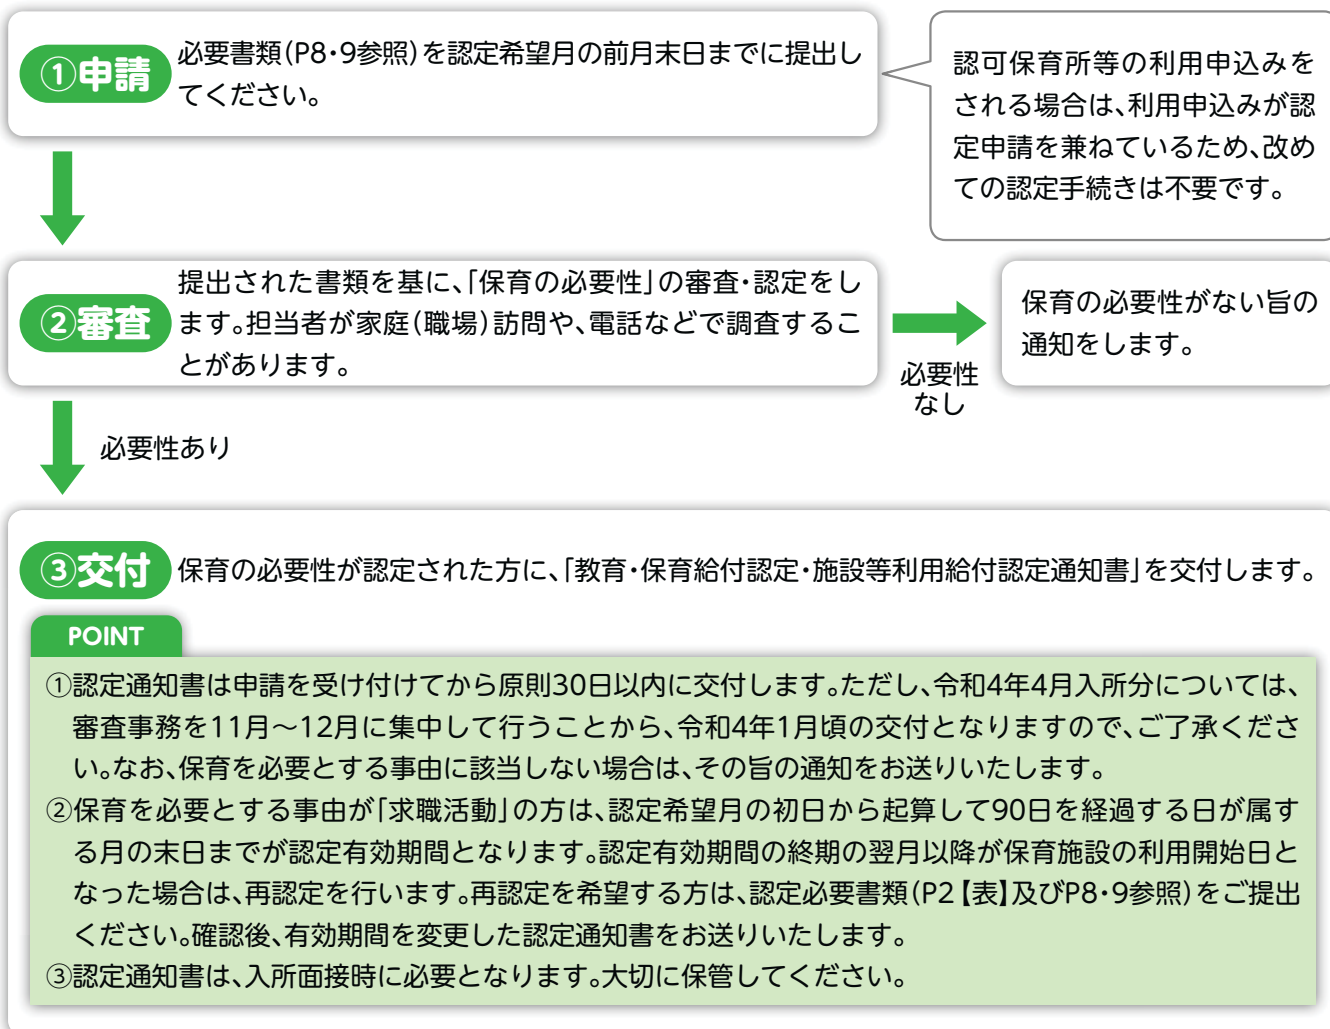 ①申請
必要書類(P8・9参照)を認定希望月の前月末日までに提出し
てください。
認可保育所等の利用申込みを
される場合は、利用申込みが認
定申請を兼ねているため、改め
ての認定手続きは不要です。
②審査
提出された書類を基に、「保育の必要性」の審査・認定をし
ます。担当者が家庭(職場)訪問や、電話などで調査するこ
とがあります。
必要性
なし
保育の必要性がない旨の
通知をします。
必要性あり
③交付
保育の必要性が認定された方に、「教育・保育給付認定・施設等利用給付認定通知書」を交付します。
POINT
①認定通知書は申請を受け付けてから原則30日以内に交付します。ただし、令和4年4月入所分については、
審査事務を11月～12月に集中して行うことから、令和4年1月頃の交付となりますので、ご了承くださ
い。なお、保育を必要とする事由に該当しない場合は、その旨の通知をお送りいたします。
②保育を必要とする事由が「求職活動」の方は、認定希望月の初日から起算して90日を経過する日が属す
る月の末日までが認定有効期間となります。認定有効期間の終期の翌月以降が保育施設の利用開始日と
なった場合は、再認定を行います。再認定を希望する方は、認定必要書類(P2【表】及びP8・9参照)をご提出
ください。確認後、有効期間を変更した認定通知書をお送りいたします。
③認定通知書は、入所面接時に必要となります。大切に保管してください。